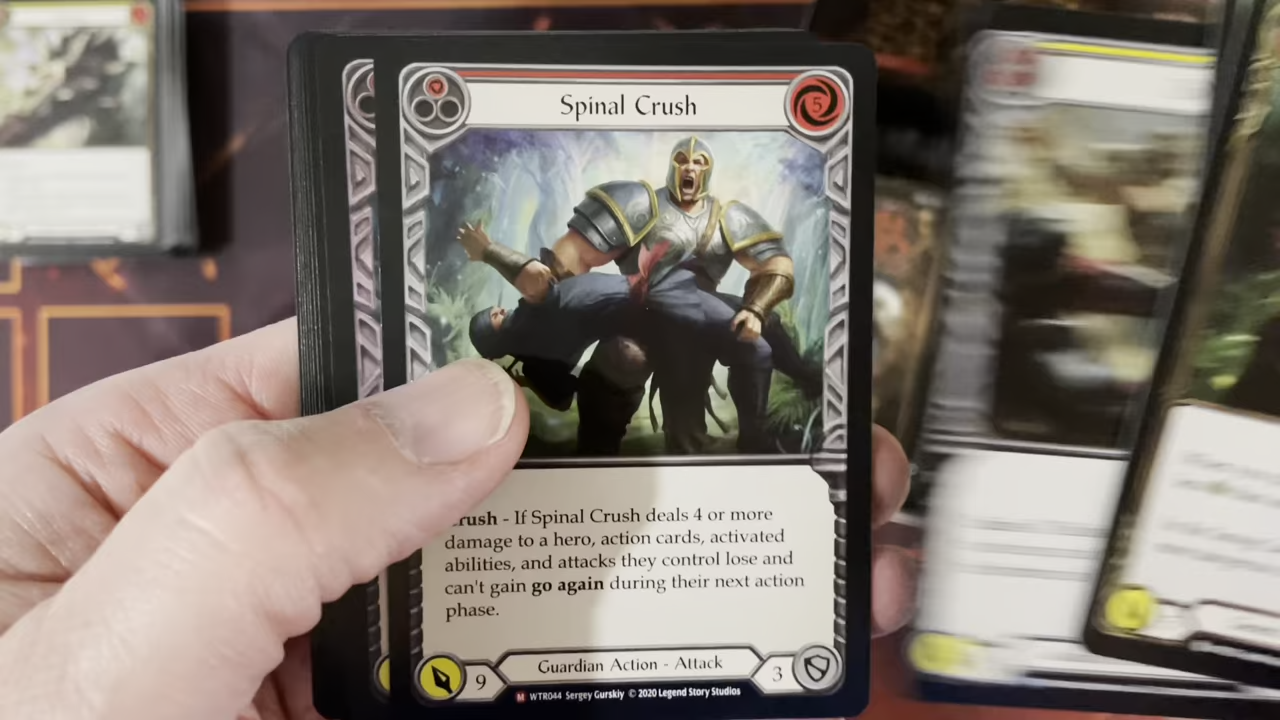 Spinal Crush
5
rush - If Spinal Crush deals 4 or more
damage to a hero, action cards, activated
abilities, and attacks they control lose and
can't gain go again during their next action
phase.
9
Guardian Action - Attack
3
M WTR044 Sergey Gurskiy © 2020 Legend Story Studios